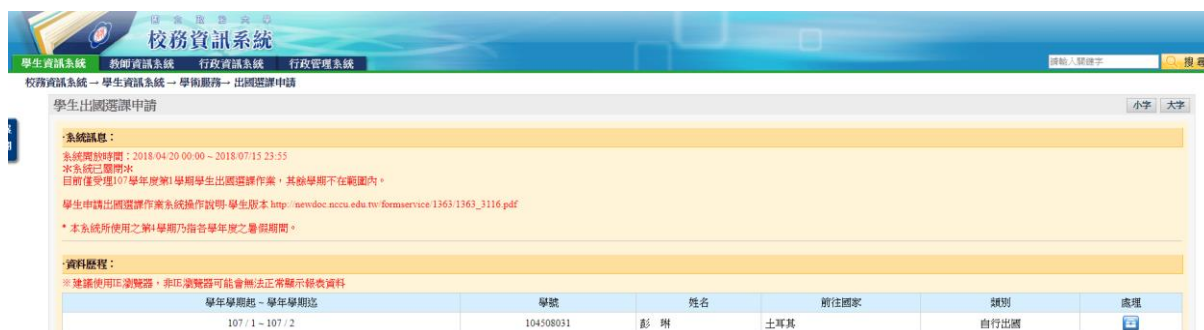 國立政治大學
校務資訊系統
學生資訊系統 教師資訊系統 行政資訊系統 行政管理系統
請輸入關鍵字 搜尋
校務資訊系統→學生資訊系統→學術服務→出國選課申請
學生出國選課申請 小字 大字
·系統訊息：
系統開放時間：2018/04/20 00:00 ~ 2018/07/15 23:55
※系統已關閉※
目前僅受理107學年度第1學期學生出國選課作業，其餘學期不在範圍內。
學生申請出國選課作業系統操作說明-學生版本 http://newdoc.nccu.edu.tw/formservice/1363/1363_3116.pdf
* 本系統所使用之第4學期乃指各學年度之暑假期間。
·資料歷程：
※建議使用IE瀏覽器，非IE瀏覽器可能會無法正常顯示報表資料
學年學期起 ~ 學年學期迄 學號 姓名 前往國家 類別 處理
107 / 1 ~ 107 / 2 104508031 彭 琳 土耳其 自行出國